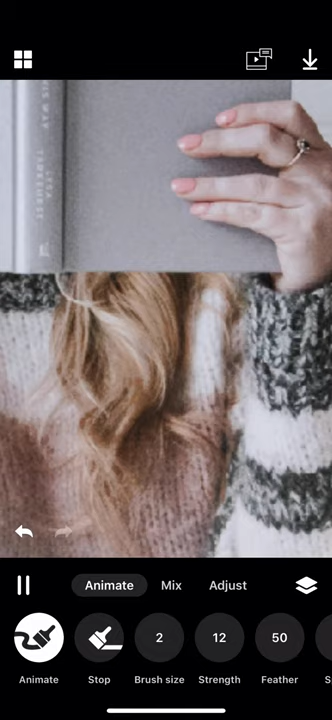 Animate
Mix
Adjust
2
12
50
Animate
Stop
Brush size
Strength
Feather